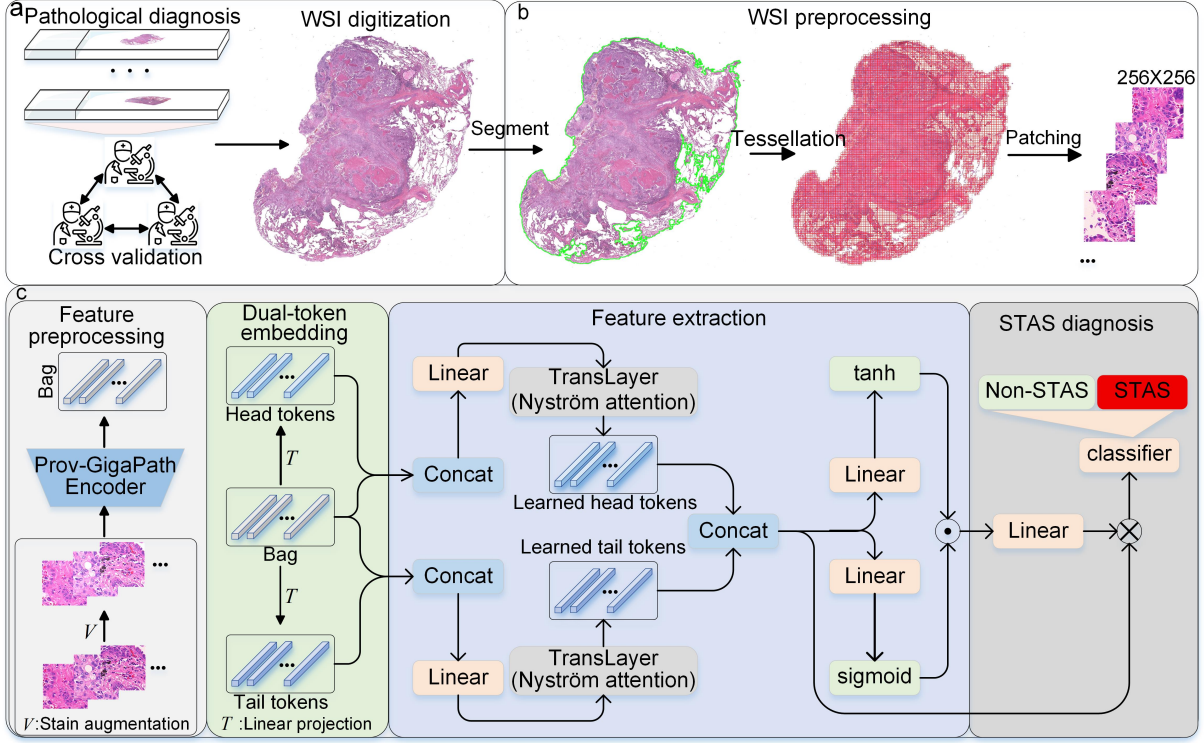 a
Pathological diagnosis
WSI digitization
. . .
Cross validation
Segment
b
WSI preprocessing
Tessellation
Patching
256X256
...
c
Feature
preprocessing
Bag
...
Prov-GigaPath
Encoder
...
V
...
V:Stain augmentation
Dual-token
embedding
...
Head tokens
T
...
Bag
T
...
Tail tokens
T :Linear projection
Feature extraction
Linear
TransLayer
(Nyström attention)
Concat
...
Learned head tokens
Concat
Learned tail tokens
Concat
...
Linear
TransLayer
(Nyström attention)
tanh
Linear
Linear
sigmoid
STAS diagnosis
Non-STAS
STAS
classifier
Linear